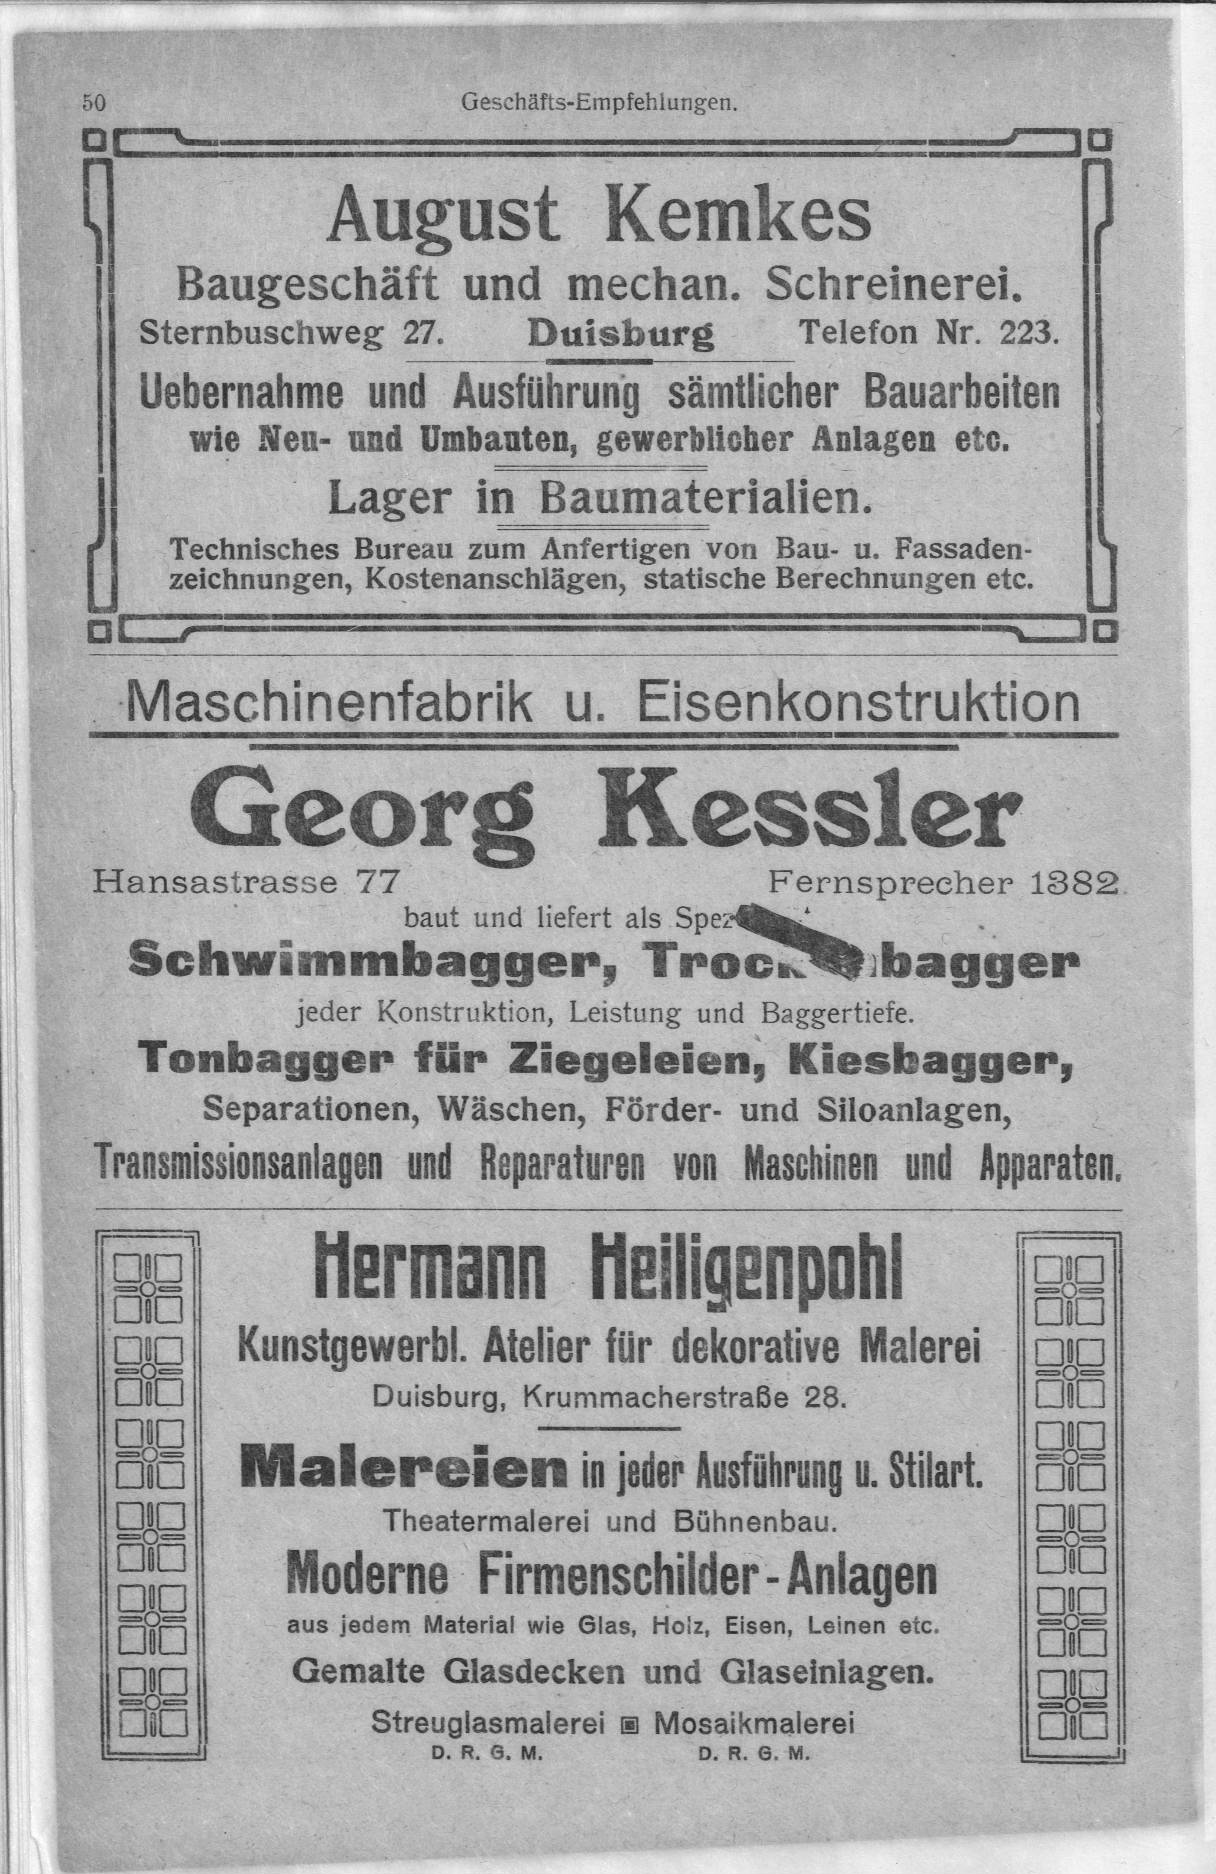 50
Geschäfts-Empfehlungen.
August Kemkes
Baugeschäft und mechan. Schreinerei.
Sternbuschweg 27. Duisburg Telefon Nr. 223.
Uebernahme und Ausführung sämtlicher Bauarbeiten
wie Neu- und Umbauten, gewerblicher Anlagen etc.
Lager in Baumaterialien.
Technisches Bureau zum Anfertigen von Bau- u. Fassaden-
zeichnungen, Kostenanschlägen, statische Berechnungen etc.
Maschinenfabrik u. Eisenkonstruktion
Georg Kessler
Hansastrasse 77 Fernsprecher 1382
baut und liefert als
Schwimmbagger,
jeder Konstruktion, Leistung und Baggertiefe.
Tonbagger für Ziegeleien, Kiesbagger,
Separationen, Wäschen, Förder- und Siloanlagen,
Transmissionsanlagen und Reparaturen von Maschinen und Apparaten.
Hermann Heiligenpohl
Kunstgewerbl. Atelier für dekorative Malerei
Duisburg, Krummacherstraße 28.
Malereien in jeder Ausführung u. Stilart.
Theatermalerei und Bühnenbau.
Moderne Firmenschilder-Anlagen
aus jedem Material wie Glas, Holz, Eisen, Leinen etc.
Gemalte Glasdecken und Glaseinlagen.
Streuglasmalerei ▣ Mosaikmalerei
D. R. G. M. D. R. G. M.